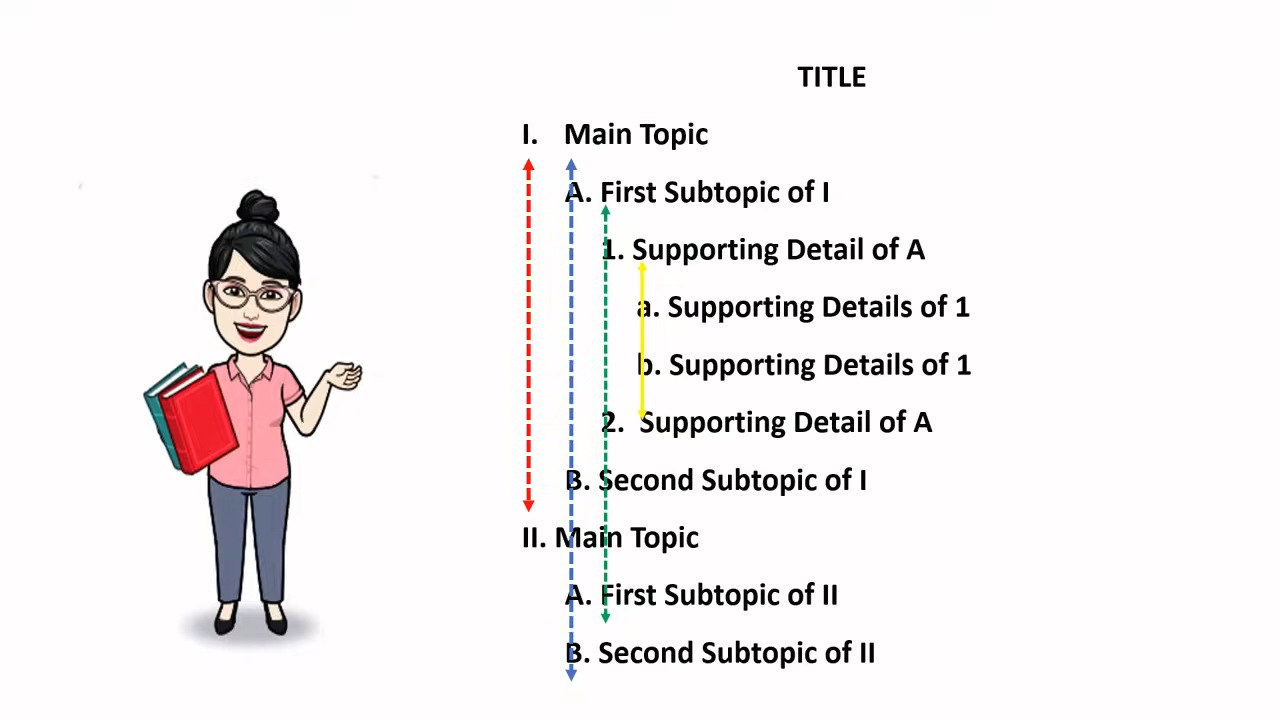 TITLE
I. Main Topic
A. First Subtopic of I
1. Supporting Detail of A
a. Supporting Details of 1
b. Supporting Details of 1
2. Supporting Detail of A
B. Second Subtopic of I
II. Main Topic
A. First Subtopic of II
B. Second Subtopic of II